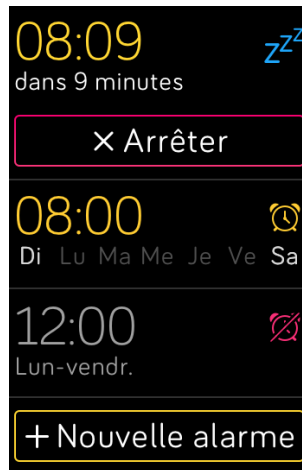 08:09 zzz
dans 9 minutes
× Arrêter
08:00
Di Lu Ma Me Je Ve Sa
12:00
Lun-vendr.
+ Nouvelle alarme